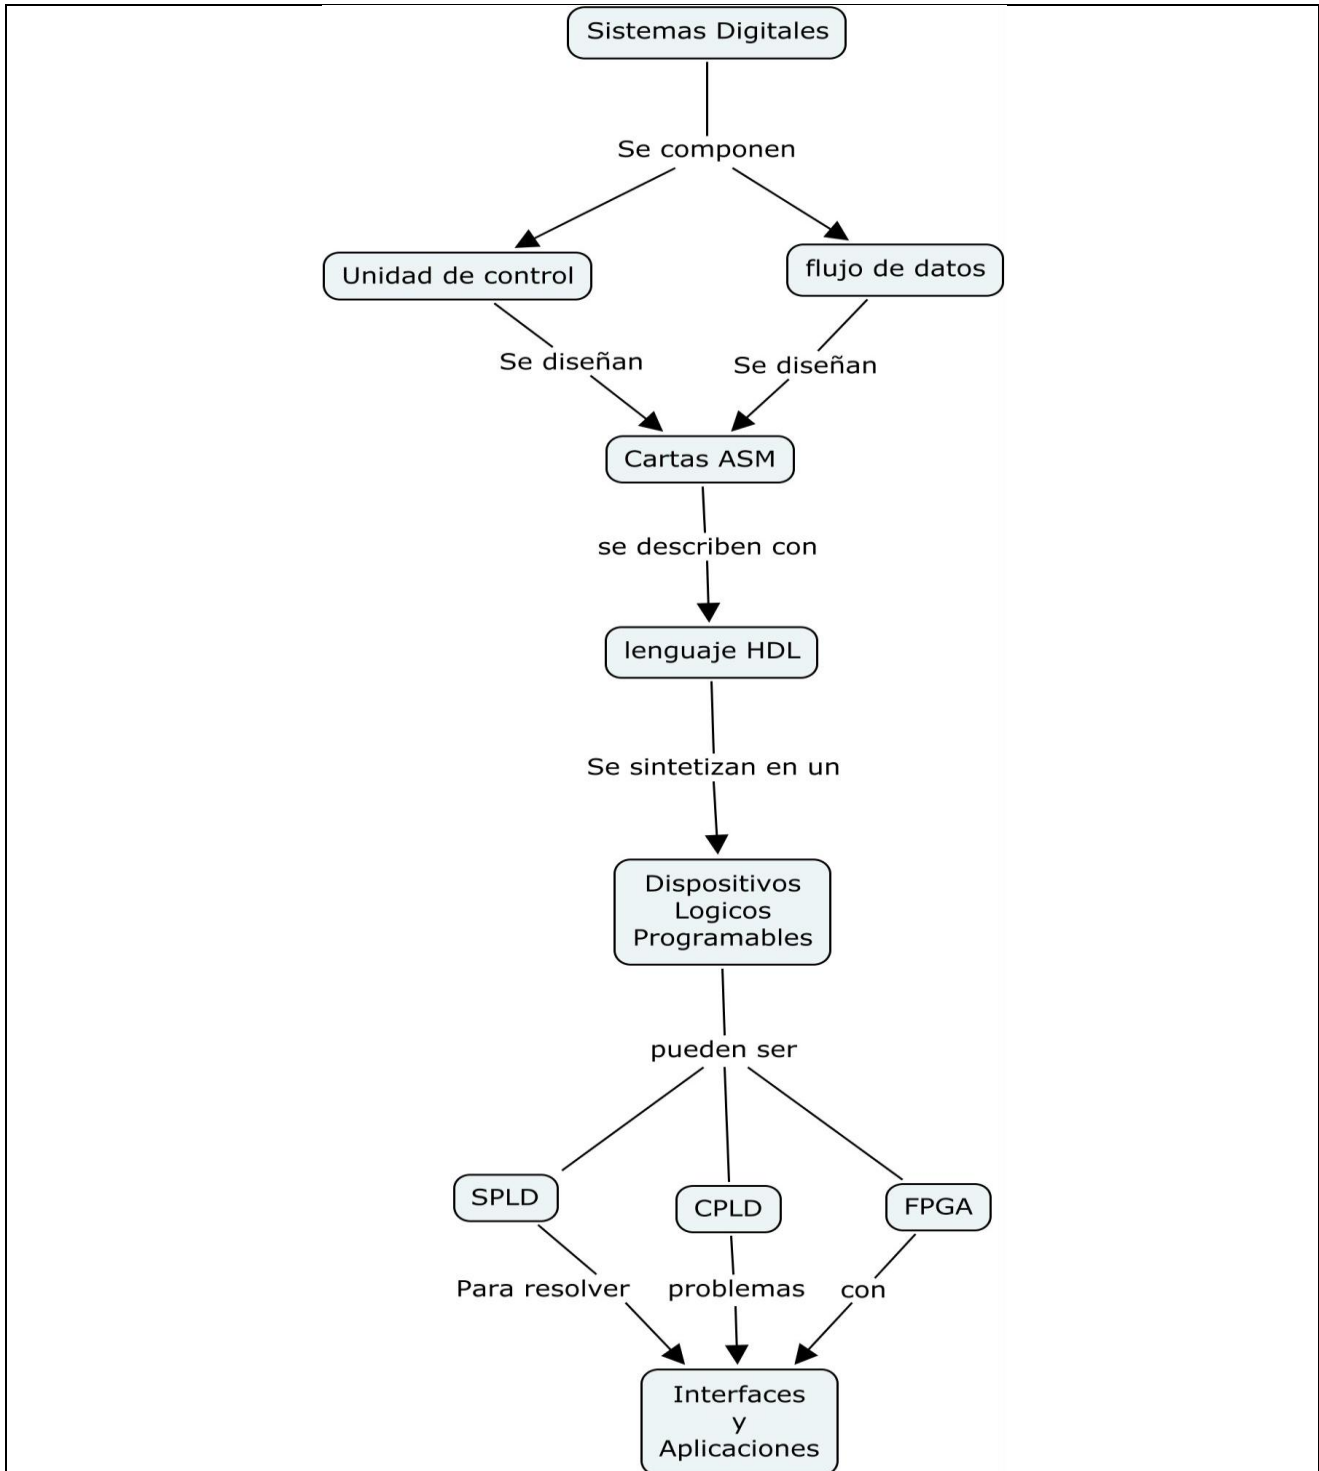 Sistemas Digitales
Se componen
Unidad de control
flujo de datos
Se diseñan
Se diseñan
Cartas ASM
se describen con
lenguaje HDL
Se sintetizan en un
Dispositivos
Logicos
Programables
pueden ser
SPLD
CPLD
FPGA
Para resolver
problemas
con
Interfaces
y
Aplicaciones